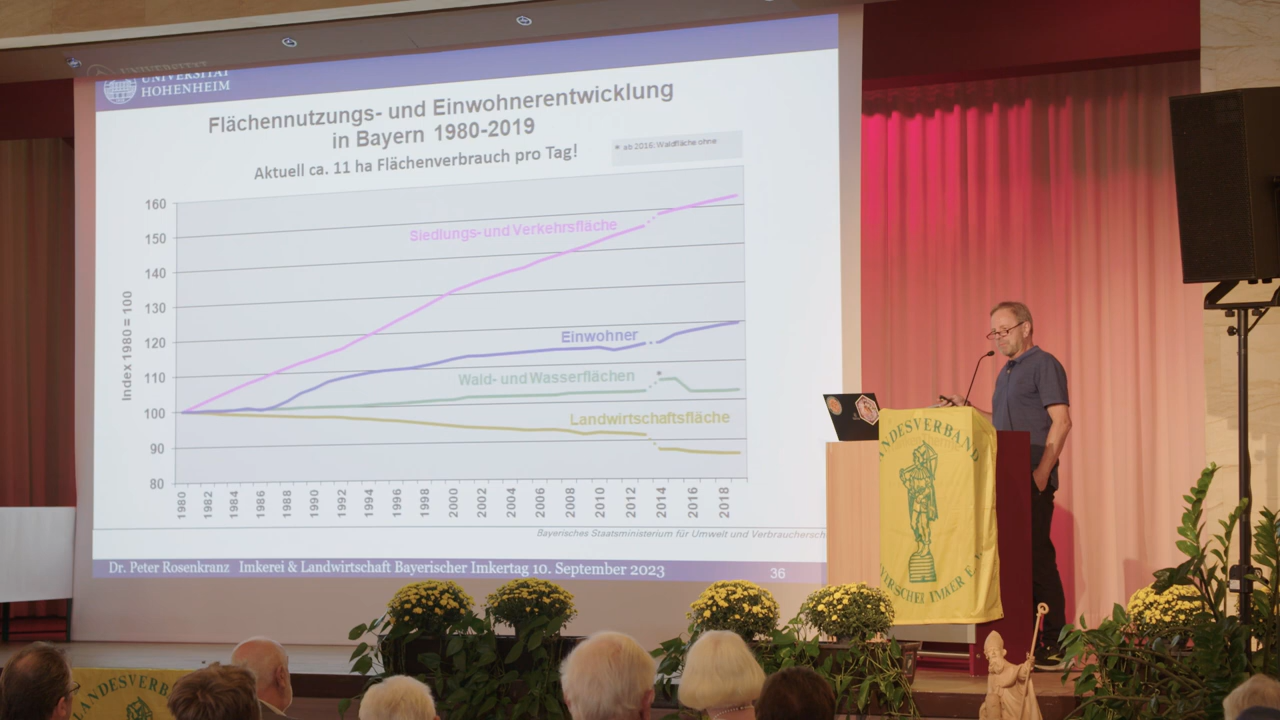 UNIVERSITÄT
HOHENHEIM
Flächennutzungs- und Einwohnerentwicklung
in Bayern 1980-2019
Aktuell ca. 11 ha Flächenverbrauch pro Tag!
* ab 2016: Waldfläche ohne
Index 1980 = 100
160
150
140
130
120
110
100
90
80
Siedlungs- und Verkehrsfläche
Einwohner
*
Wald- und Wasserflächen
Landwirtschaftsfläche
1980 1982 1984 1986 1988 1990 1992 1994 1996 1998 2000 2002 2004 2006 2008 2010 2012 2014 2016 2018
Bayerisches Staatsministerium für Umwelt und Verbrauchersch
Dr. Peter Rosenkranz Imkerei & Landwirtschaft Bayerischer Imkertag 10. September 2023 36
NDESVERBAND
YERISCHER IMKER E.
LANDESVERB